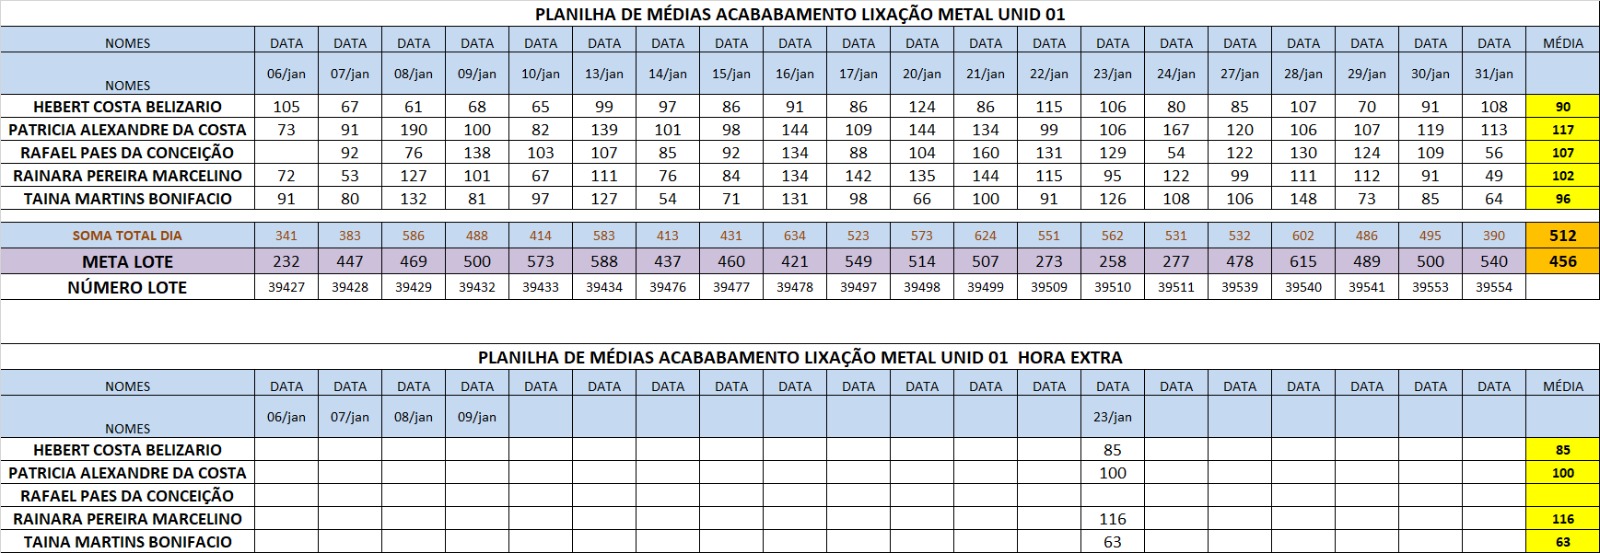 PLANILHA DE MÉDIAS ACABABAMENTO LIXAÇÃO METAL UNID 01
NOMES DATA DATA DATA DATA DATA DATA DATA DATA DATA DATA DATA DATA DATA DATA DATA DATA DATA DATA DATA DATA MÉDIA
NOMES 06/jan 07/jan 08/jan 09/jan 10/jan 13/jan 14/jan 15/jan 16/jan 17/jan 20/jan 21/jan 22/jan 23/jan 24/jan 27/jan 28/jan 29/jan 30/jan 31/jan
HEBERT COSTA BELIZARIO 105 67 61 68 65 99 97 86 91 86 124 86 115 106 80 85 107 70 91 108 90
PATRICIA ALEXANDRE DA COSTA 73 91 190 100 82 139 101 98 144 109 144 134 99 106 167 120 106 107 119 113 117
RAFAEL PAES DA CONCEIÇÃO 92 76 138 103 107 85 92 134 88 104 160 131 129 54 122 130 124 109 56 107
RAINARA PEREIRA MARCELINO 72 53 127 101 67 111 76 84 134 142 135 144 115 95 122 99 111 112 91 49 102
TAINA MARTINS BONIFACIO 91 80 132 81 97 127 54 71 131 98 66 100 91 126 108 106 148 73 85 64 96
SOMA TOTAL DIA 341 383 586 488 414 583 413 431 634 523 573 624 551 562 531 532 602 486 495 390 512
META LOTE 232 447 469 500 573 588 437 460 421 549 514 507 273 258 277 478 615 489 500 540 456
NÚMERO LOTE 39427 39428 39429 39432 39433 39434 39476 39477 39478 39497 39498 39499 39509 39510 39511 39539 39540 39541 39553 39554
PLANILHA DE MÉDIAS ACABABAMENTO LIXAÇÃO METAL UNID 01 HORA EXTRA
NOMES DATA DATA DATA DATA DATA DATA DATA DATA DATA DATA DATA DATA DATA DATA DATA DATA DATA DATA DATA DATA MÉDIA
NOMES 06/jan 07/jan 08/jan 09/jan 23/jan
HEBERT COSTA BELIZARIO 85 85
PATRICIA ALEXANDRE DA COSTA 100 100
RAFAEL PAES DA CONCEIÇÃO
RAINARA PEREIRA MARCELINO 116 116
TAINA MARTINS BONIFACIO 63 63